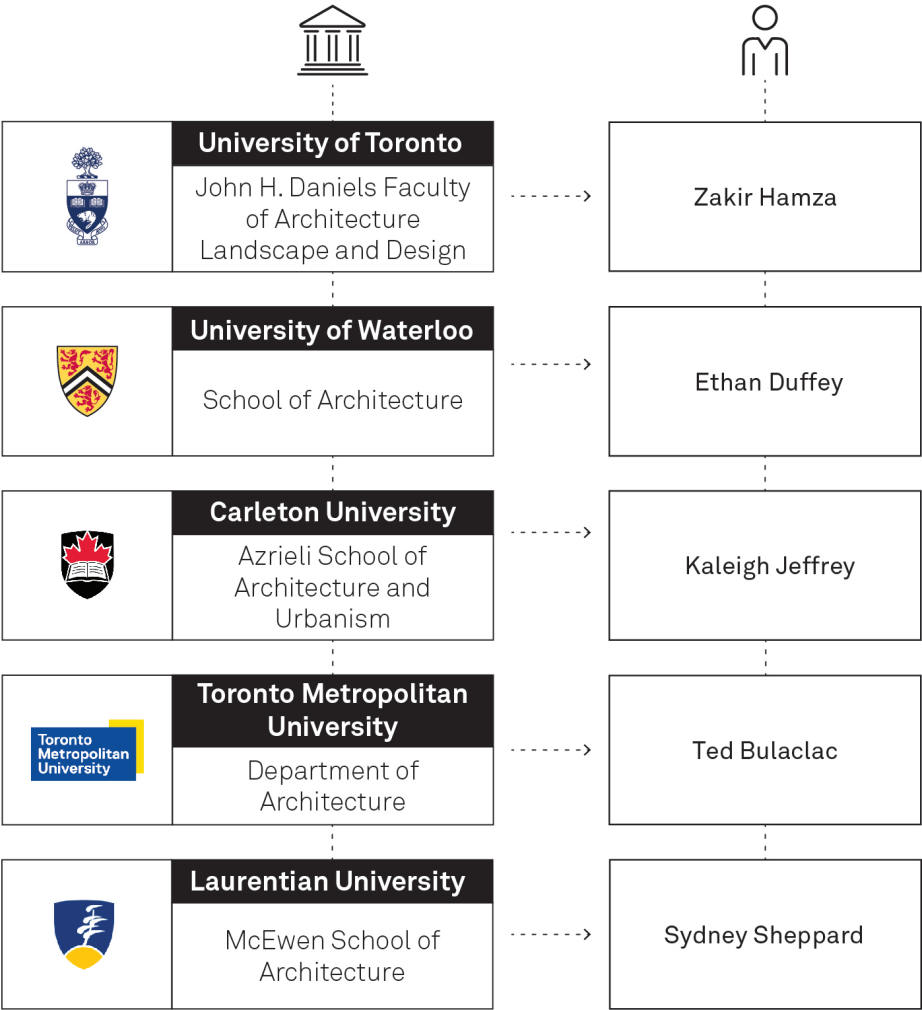 University of Toronto
John H. Daniels Faculty
of Architecture
Landscape and Design
Zakir Hamza
University of Waterloo
School of Architecture
Ethan Duffey
Carleton University
Azrieli School of
Architecture and
Urbanism
Kaleigh Jeffrey
Toronto
Metropolitan
University
Toronto Metropolitan
University
Department of
Architecture
Ted Bulaclac
Laurentian University
McEwen School of
Architecture
Sydney Sheppard